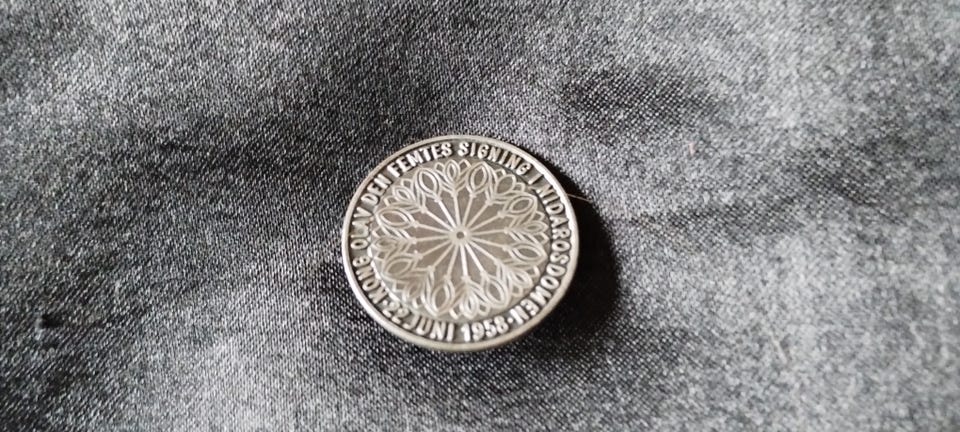 KONG OLAV DEN FEMTES SIGNING I NIDAROSDOMEN·
22 JUNI 1958·